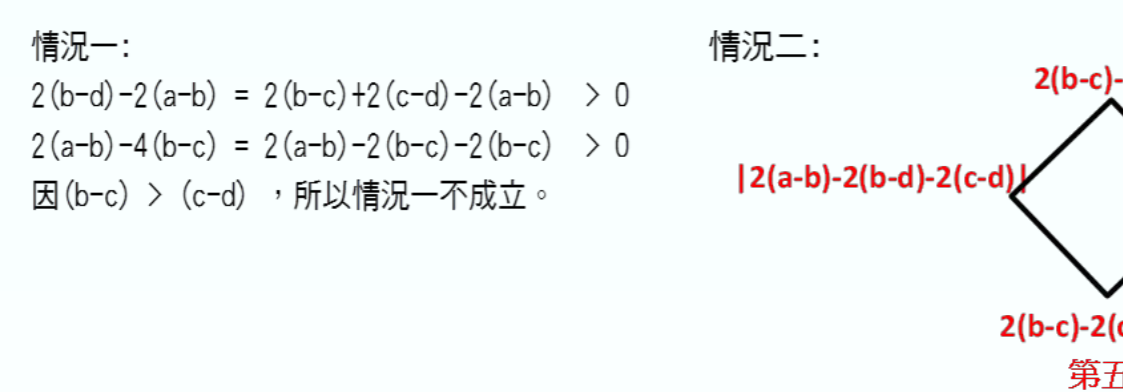 情況一:
2(b-d)-2(a-b) = 2(b-c)+2(c-d)-2(a-b) > 0
2(a-b)-4(b-c) = 2(a-b)-2(b-c)-2(b-c) > 0
因(b-c) > (c-d) ，所以情況一不成立。
情況二:
2(b-c)-
|2(a-b)-2(b-d)-2(c-d)|
2(b-c)-2(
第五